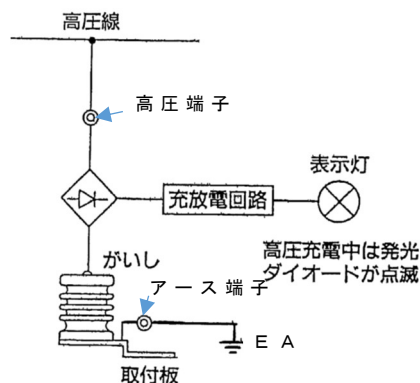 高圧線
高圧端子
充放電回路
表示灯
高圧充電中は発光
ダイオードが点滅
がいし
アース端子
EA
取付板